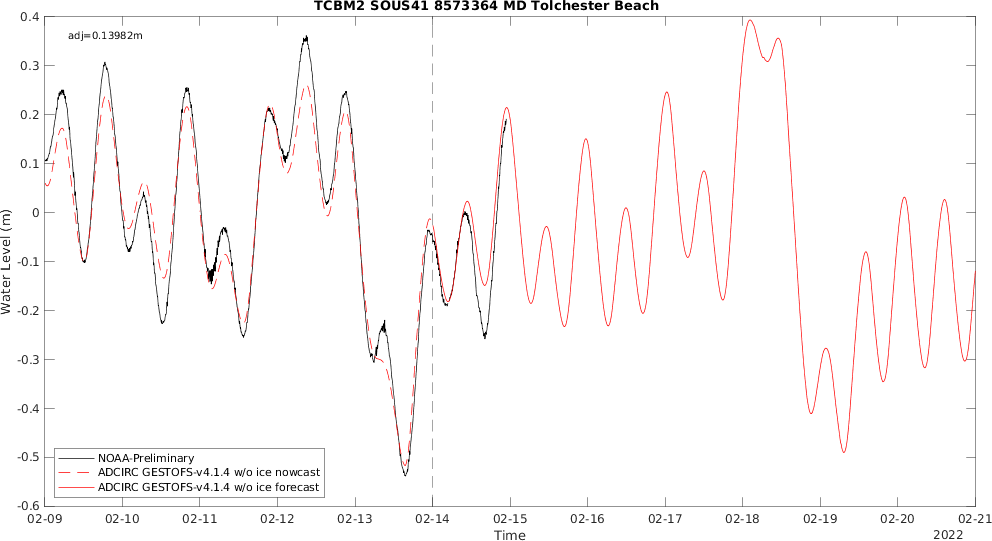 TCBM2 SOUS41 8573364 MD Tolchester Beach
adj=0.13982m
0.4
0.3
0.2
0.1
0
-0.1
-0.2
-0.3
-0.4
-0.5
-0.6
Water Level (m)
NOAA-Preliminary
ADCIRC GESTOFS-v4.1.4 w/o ice nowcast
ADCIRC GESTOFS-v4.1.4 w/o ice forecast
02-09 02-10 02-11 02-12 02-13 02-14 02-15 02-16 02-17 02-18 02-19 02-20 02-21
Time
2022